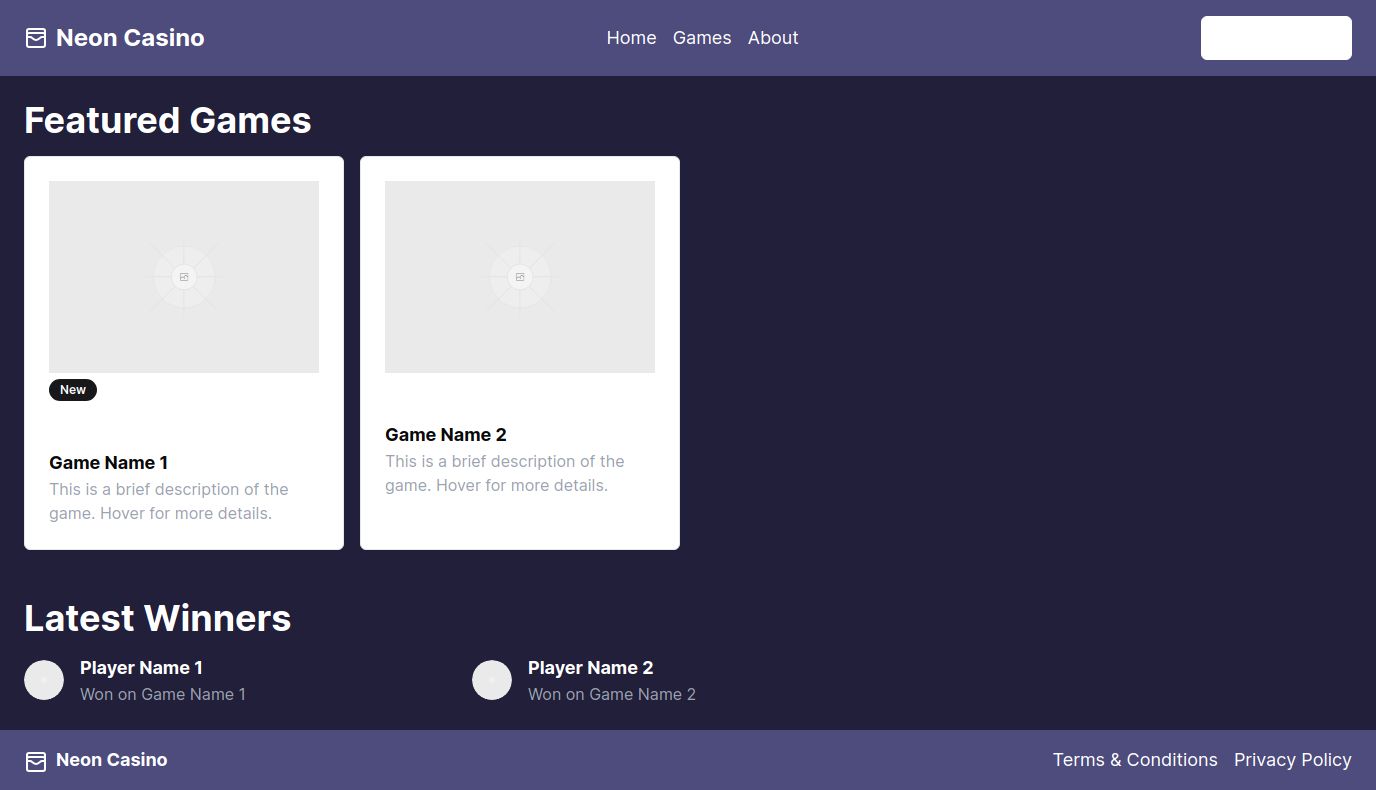 Neon Casino
Home Games About
Featured Games
New
Game Name 1
This is a brief description of the
game. Hover for more details.
Game Name 2
This is a brief description of the
game. Hover for more details.
Latest Winners
Player Name 1
Won on Game Name 1
Player Name 2
Won on Game Name 2
Neon Casino
Terms & Conditions Privacy Policy